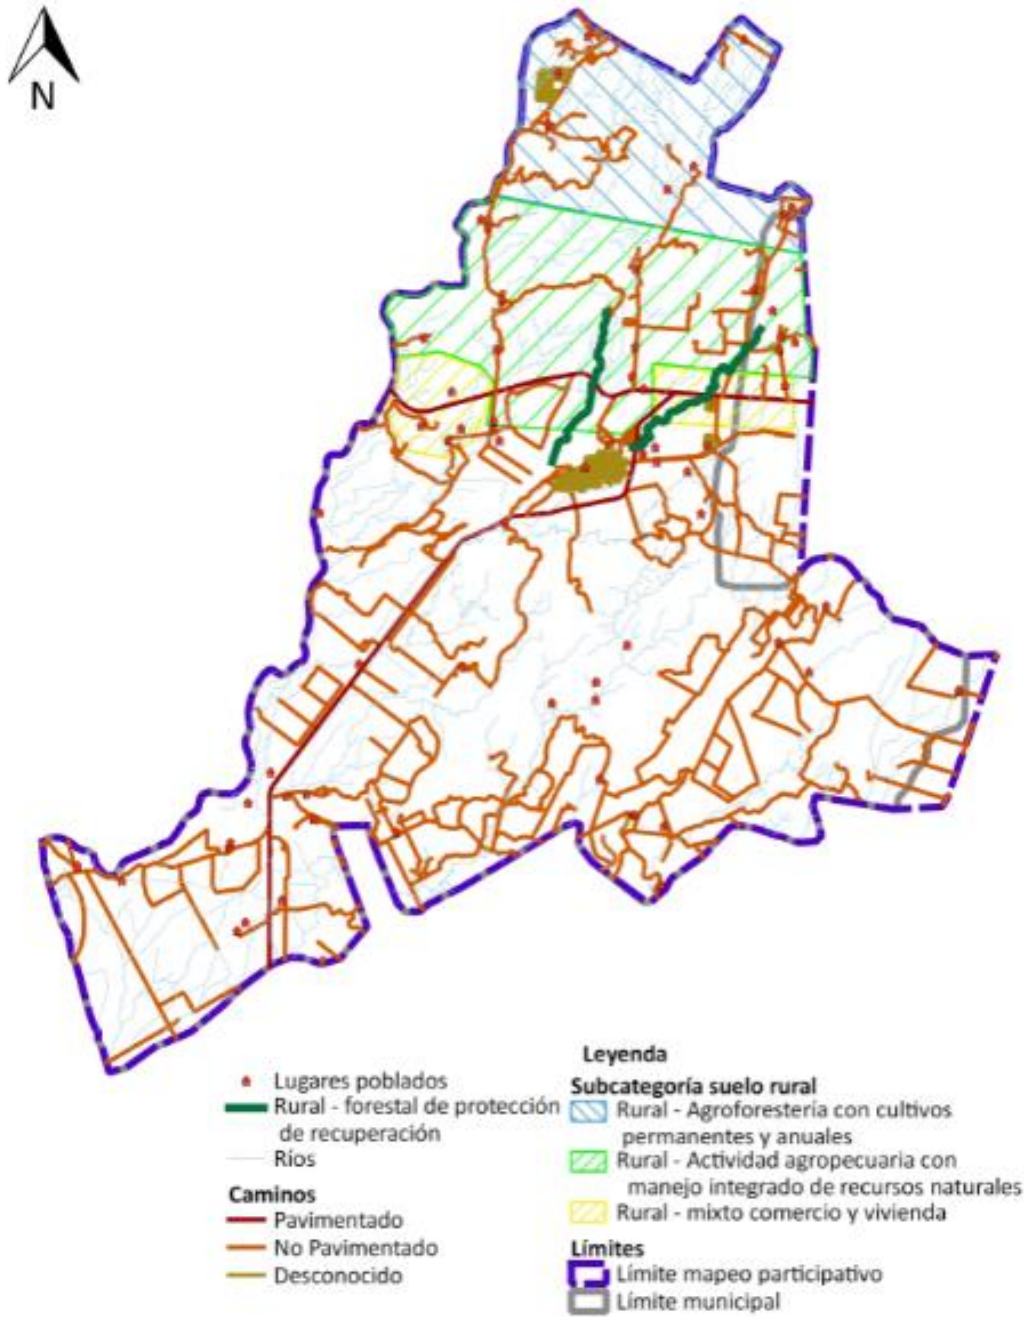 N
Lugares poblados
Rural - forestal de protección
de recuperación
Ríos
Caminos
Pavimentado
No Pavimentado
Desconocido
Leyenda
Subcategoría suelo rural
Rural - Agroforestería con cultivos
permanentes y anuales
Rural - Actividad agropecuaria con
manejo integrado de recursos naturales
Rural - mixto comercio y vivienda
Límites
Límite mapeo participativo
Límite municipal